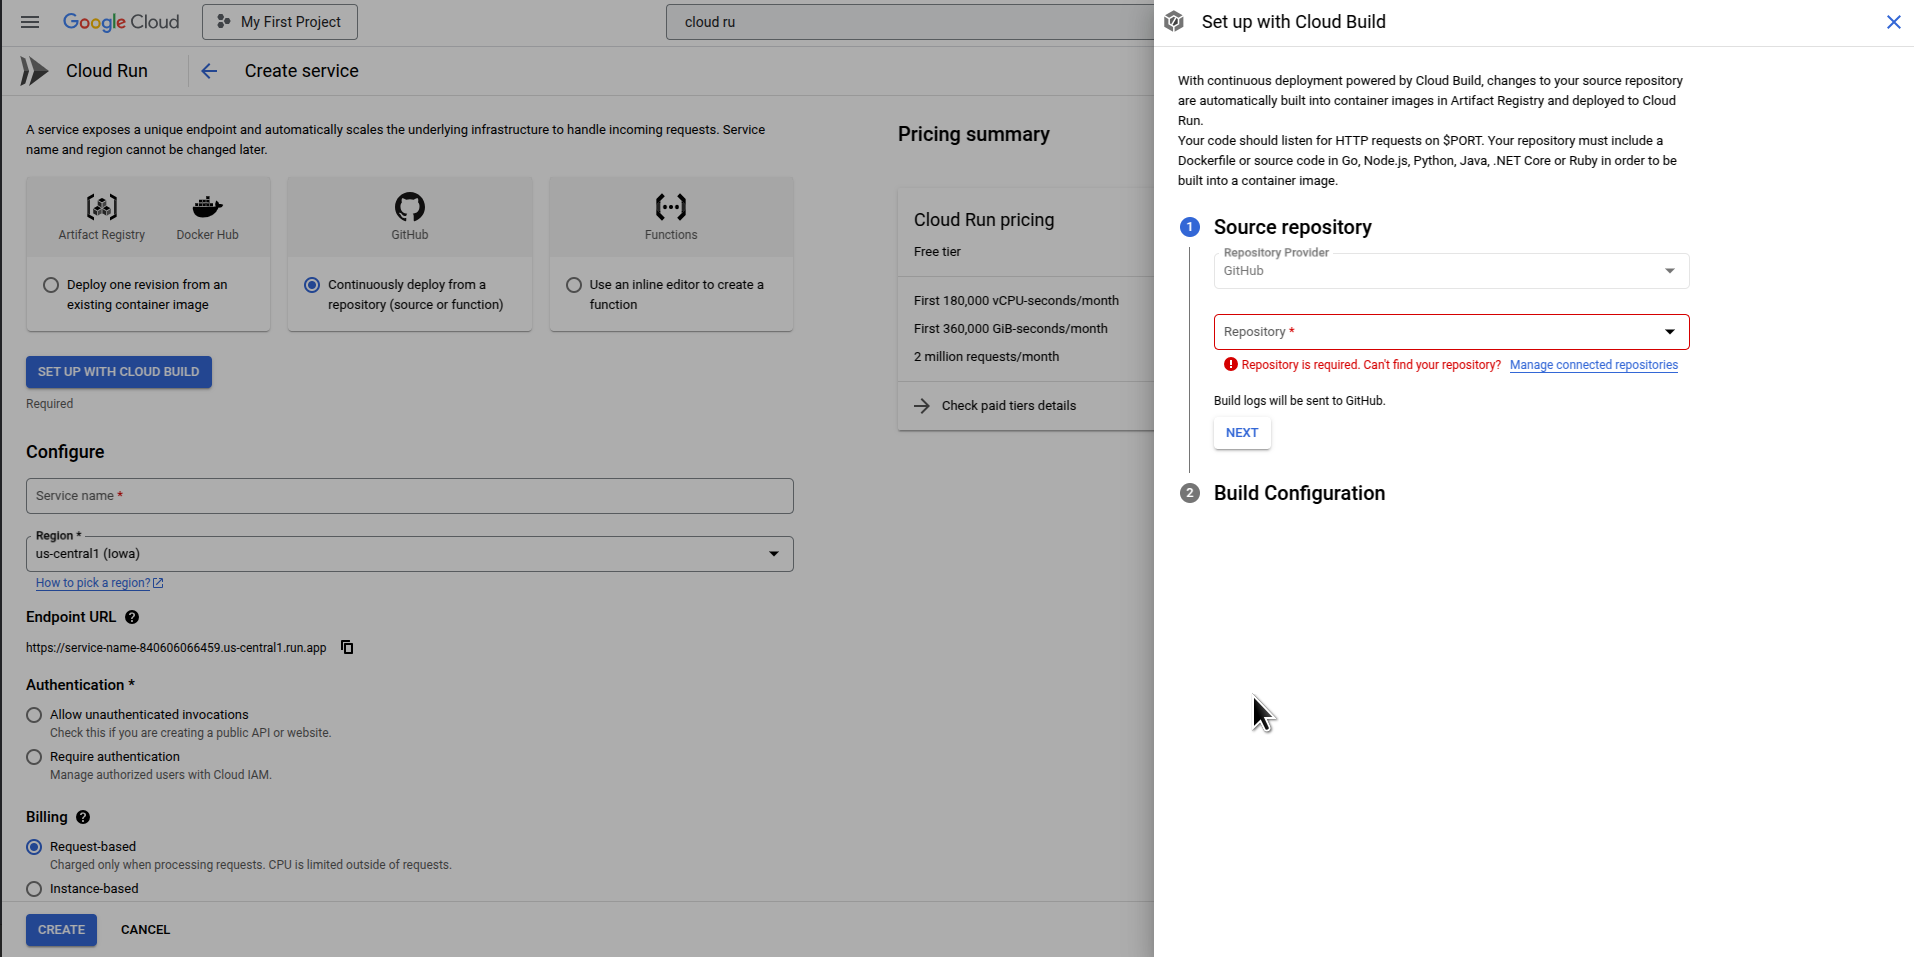 Google Cloud
My First Project
cloud ru
Cloud Run
Create service
A service exposes a unique endpoint and automatically scales the underlying infrastructure to handle incoming requests. Service
name and region cannot be changed later.
Artifact Registry
Docker Hub
Deploy one revision from an
existing container image
GitHub
Continuously deploy from a
repository (source or function)
Functions
Use an inline editor to create a
function
SET UP WITH CLOUD BUILD
Required
Configure
Service name *
Region *
us-central1 (Iowa)
How to pick a region?
Endpoint URL
https://service-name-840606066459.us-central1.run.app
Authentication *
Allow unauthenticated invocations
Check this if you are creating a public API or website.
Require authentication
Manage authorized users with Cloud IAM.
Billing
Request-based
Charged only when processing requests. CPU is limited outside of requests.
Instance-based
CREATE
CANCEL
Pricing summary
Cloud Run pricing
Free tier
First 180,000 vCPU-seconds/month
First 360,000 GiB-seconds/month
2 million requests/month
Check paid tiers details
Set up with Cloud Build
With continuous deployment powered by Cloud Build, changes to your source repository
are automatically built into container images in Artifact Registry and deployed to Cloud
Run.
Your code should listen for HTTP requests on $PORT. Your repository must include a
Dockerfile or source code in Go, Node.js, Python, Java, .NET Core or Ruby in order to be
built into a container image.
1 Source repository
Repository Provider
GitHub
Repository *
Repository is required. Can't find your repository? Manage connected repositories
Build logs will be sent to GitHub.
NEXT
2 Build Configuration